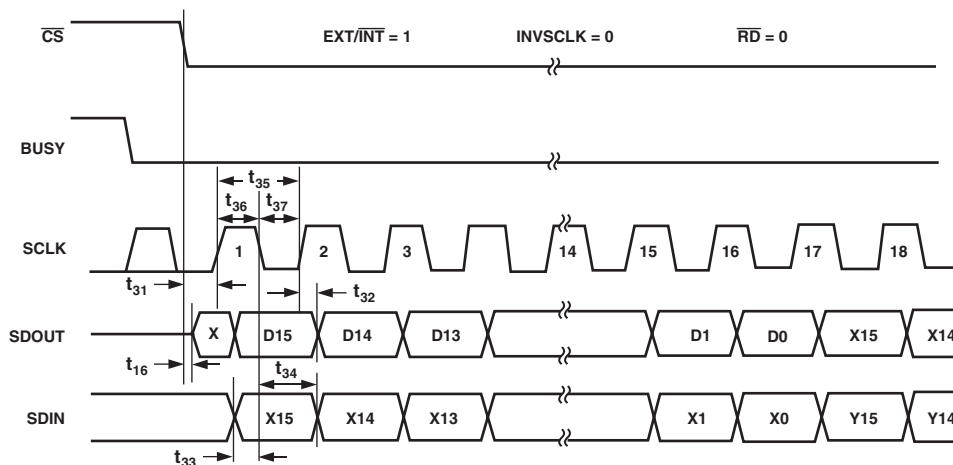 CS EXT/INT = 1 INVSCLK = 0 RD = 0
BUSY
t35
t36 t37
SCLK 1 2 3 14 15 16 17 18
t31 t32
SDOUT X D15 D14 D13 D1 D0 X15 X14
t16 t34
SDIN X15 X14 X13 X1 X0 Y15 Y14
t33